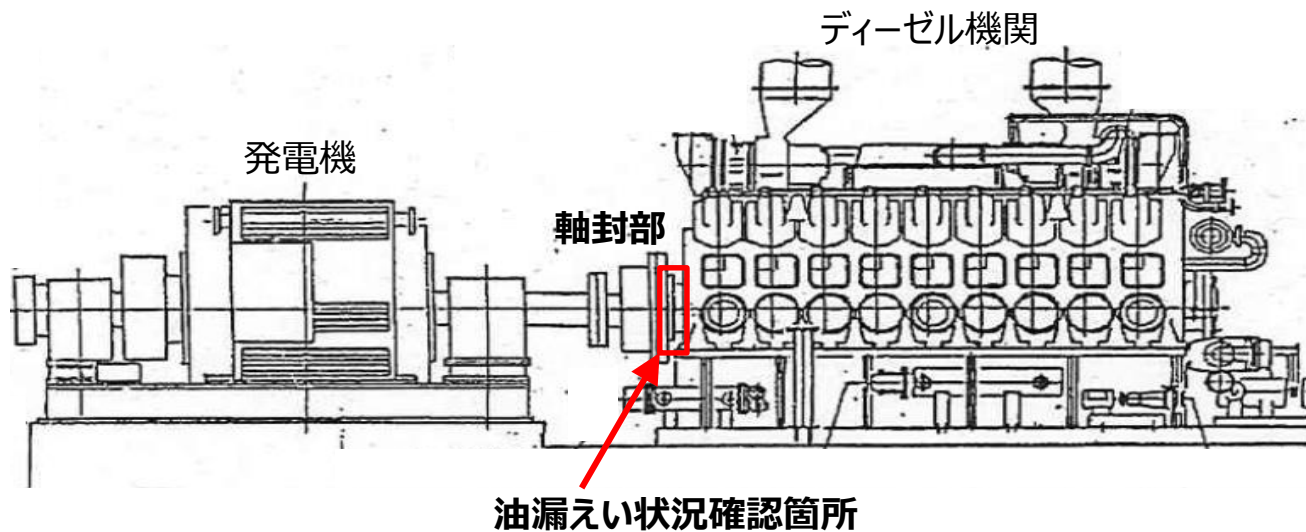 ディーゼル機関
発電機
軸封部
油漏えい状況確認箇所